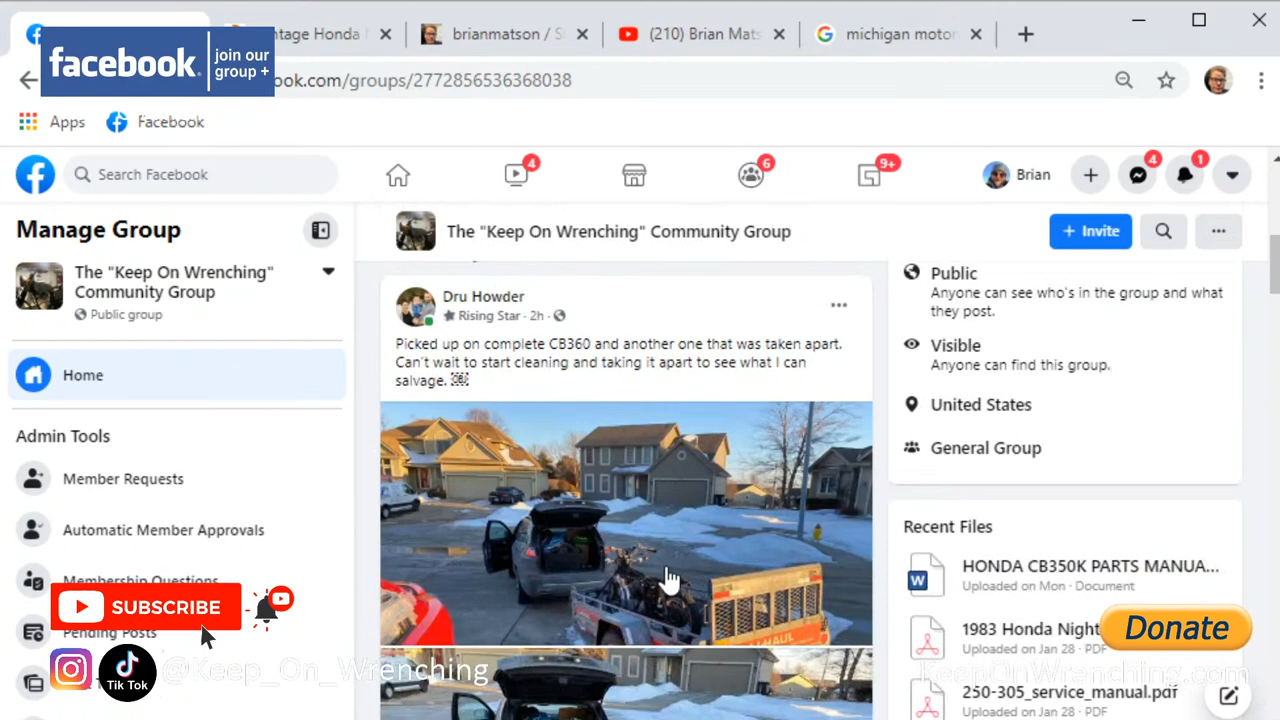 facebook. join our group +
ntage Honda
brianmatson / S
(210) Brian Mats
michigan moto
ok.com/groups/2772856536368038
Apps
Facebook
Search Facebook
4
6
9+
Brian
4
1
Manage Group
The "Keep On Wrenching" Community Group
Public group
Home
Admin Tools
Member Requests
Automatic Member Approvals
Membership Questions
Pending Posts
SUBSCRIBE
Tik Tok
@Keep_On_Wrenching
The "Keep On Wrenching" Community Group
+ Invite
Dru Howder
Rising Star · 2h ·
Picked up on complete CB360 and another one that was taken apart.
Can't wait to start cleaning and taking it apart to see what I can
salvage.
Public
Anyone can see who's in the group and what
they post.
Visible
Anyone can find this group.
United States
General Group
Recent Files
HONDA CB350K PARTS MANUA...
Uploaded on Mon · Document
1983 Honda Night
Uploaded on Jan 28 · PDF
250-305_service_manual.pdf
Uploaded on Jan 28 · PDF
Donate
KeepOnWrenching.com